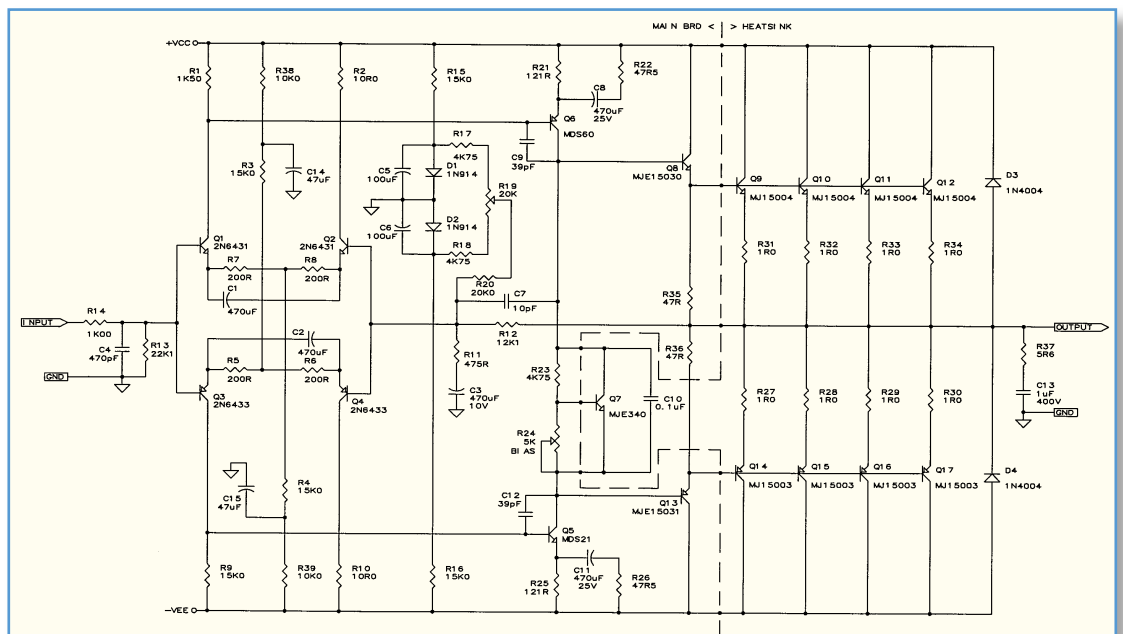 MAIN BRD < > HEATSINK
+VCC
R1
1K50
R38
10K0
R2
10R0
R15
15K0
R21
121R
R22
47R5
C8
470uF
25V
Q6
MDS60
C9
39pF
R17
4K75
R3
15K0
C14
47uF
C5
100uF
D1
1N914
R19
20K
C6
100uF
D2
1N914
R18
4K75
Q8
MJE15030
Q9
MJ15004
Q10
MJ15004
Q11
MJ15004
Q12
MJ15004
D3
1N4004
Q1
2N6431
Q2
2N6431
R7
200R
R8
200R
C1
470uF
R20
20K0
C7
10pF
R31
1R0
R32
1R0
R33
1R0
R34
1R0
R35
47R
INPUT
R14
1K00
C4
470pF
R13
22K1
GND
C2
470uF
R5
200R
R6
200R
Q3
2N6433
Q4
2N6433
R12
12K1
R11
475R
C3
470uF
10V
R36
47R
OUTPUT
R37
5R6
C13
1uF
400V
GND
R23
4K75
Q7
MJE340
C10
0.1uF
R27
1R0
R28
1R0
R29
1R0
R30
1R0
R24
5K
BIAS
C15
47uF
R4
15K0
C12
39pF
Q5
MDS21
Q13
MJE15031
Q14
MJ15003
Q15
MJ15003
Q16
MJ15003
Q17
MJ15003
D4
1N4004
R9
15K0
R39
10K0
R10
10R0
R16
15K0
R25
121R
C11
470uF
25V
R26
47R5
-VEE